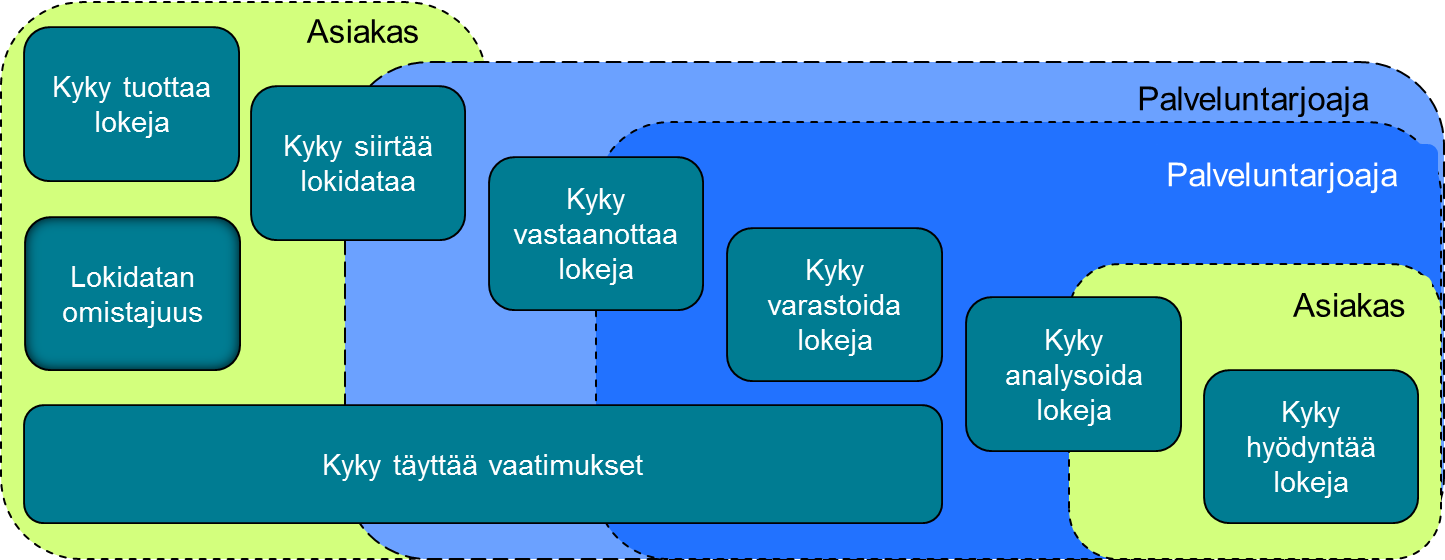 Asiakas
Kyky tuottaa
lokeja
Kyky siirtää
lokidataa
Lokidatan
omistajuus
Palveluntarjoaja
Palveluntarjoaja
Kyky
vastaanottaa
lokeja
Kyky
varastoida
lokeja
Asiakas
Kyky
analysoida
lokeja
Kyky
hyödyntää
lokeja
Kyky täyttää vaatimukset